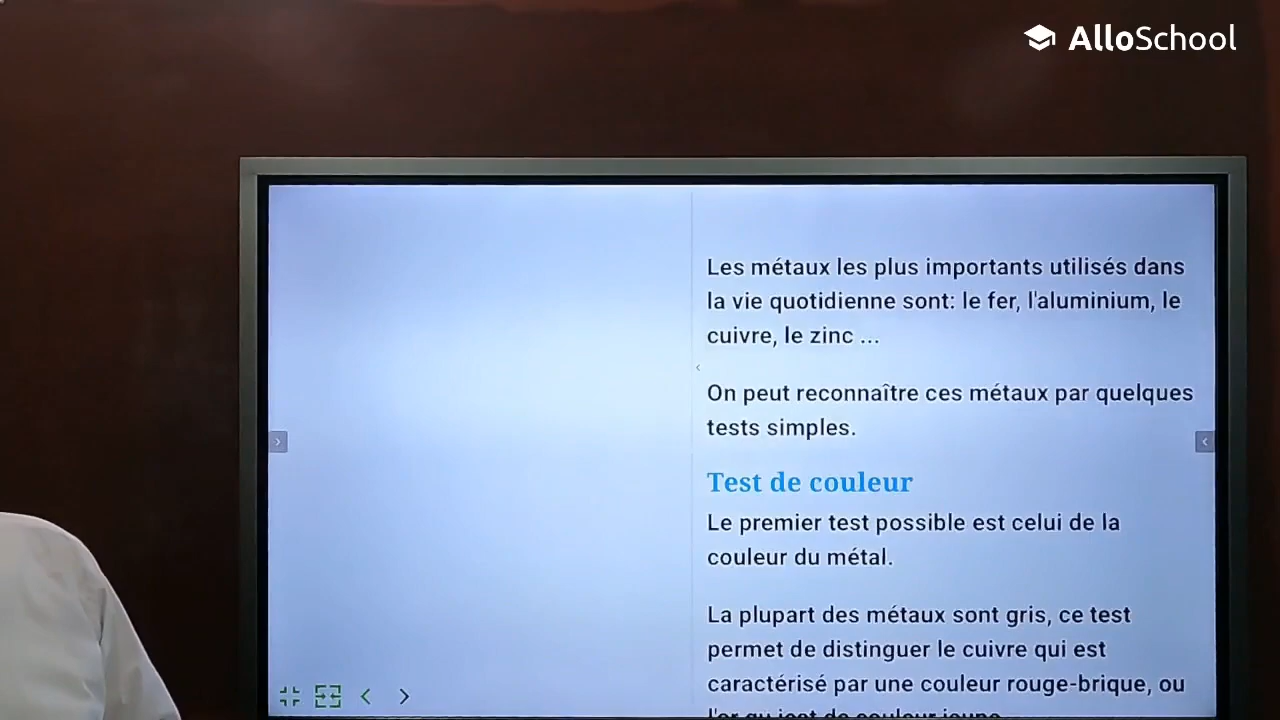 AlloSchool
Les métaux les plus importants utilisés dans
la vie quotidienne sont: le fer, l'aluminium, le
cuivre, le zinc ...
On peut reconnaître ces métaux par quelques
tests simples.
Test de couleur
Le premier test possible est celui de la
couleur du métal.
La plupart des métaux sont gris, ce test
permet de distinguer le cuivre qui est
caractérisé par une couleur rouge-brique, ou